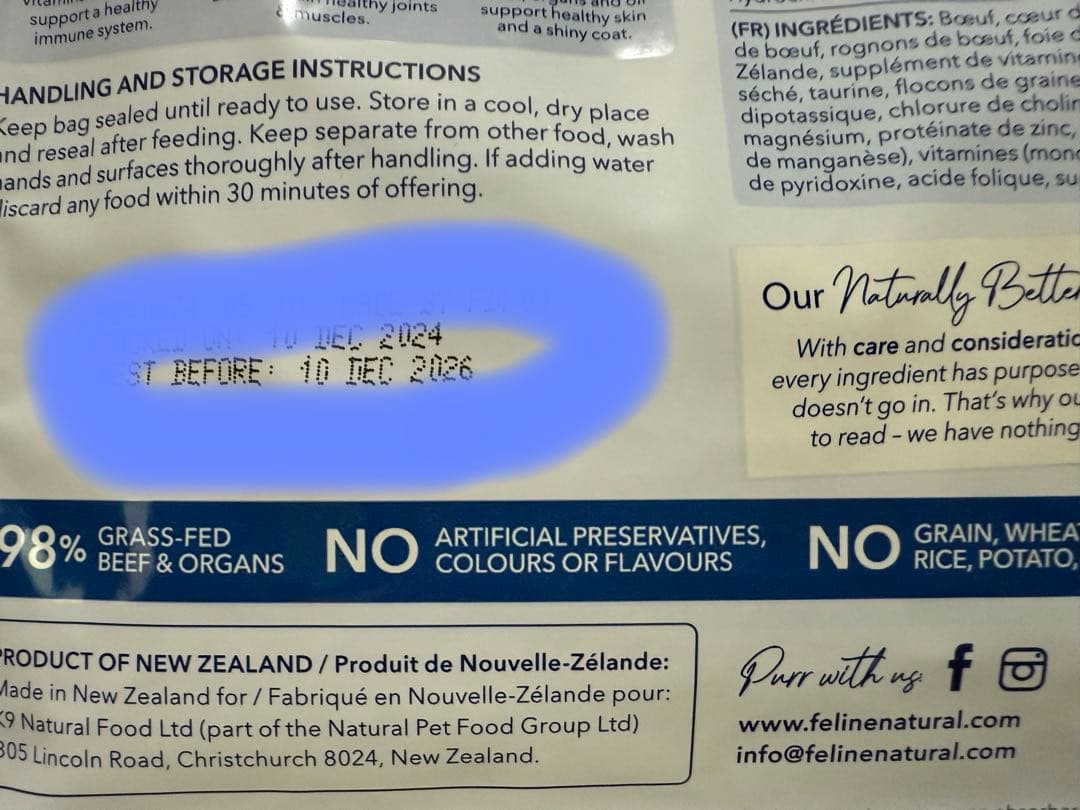 support a healthy
immune system.
healthy joints
& muscles.
support healthy skin
and a shiny coat.
HANDLING AND STORAGE INSTRUCTIONS
Keep bag sealed until ready to use. Store in a cool, dry place
and reseal after feeding. Keep separate from other food, wash
hands and surfaces thoroughly after handling. If adding water
discard any food within 30 minutes of offering.
10 DEC 2024
ST BEFORE: 10 DEC 2026
(FR) INGRÉDIENTS: Bœuf, cœur d
de bœuf, rognons de bœuf, foie d
Zélande, supplément de vitamine
séché, taurine, flocons de graine
dipotassique, chlorure de cholin
magnésium, protéinate de zinc,
de manganèse), vitamines (mono
de pyridoxine, acide folique, su
Our Naturally Better
With care and consideratio
every ingredient has purpose
doesn't go in. That's why ou
to read – we have nothing
98% GRASS-FED
BEEF & ORGANS
NO ARTIFICIAL PRESERVATIVES,
COLOURS OR FLAVOURS
NO GRAIN, WHEAT
RICE, POTATO,
PRODUCT OF NEW ZEALAND / Produit de Nouvelle-Zélande:
Made in New Zealand for / Fabriqué en Nouvelle-Zélande pour:
K9 Natural Food Ltd (part of the Natural Pet Food Group Ltd)
305 Lincoln Road, Christchurch 8024, New Zealand.
Purr with us:
www.felinenatural.com
info@felinenatural.com